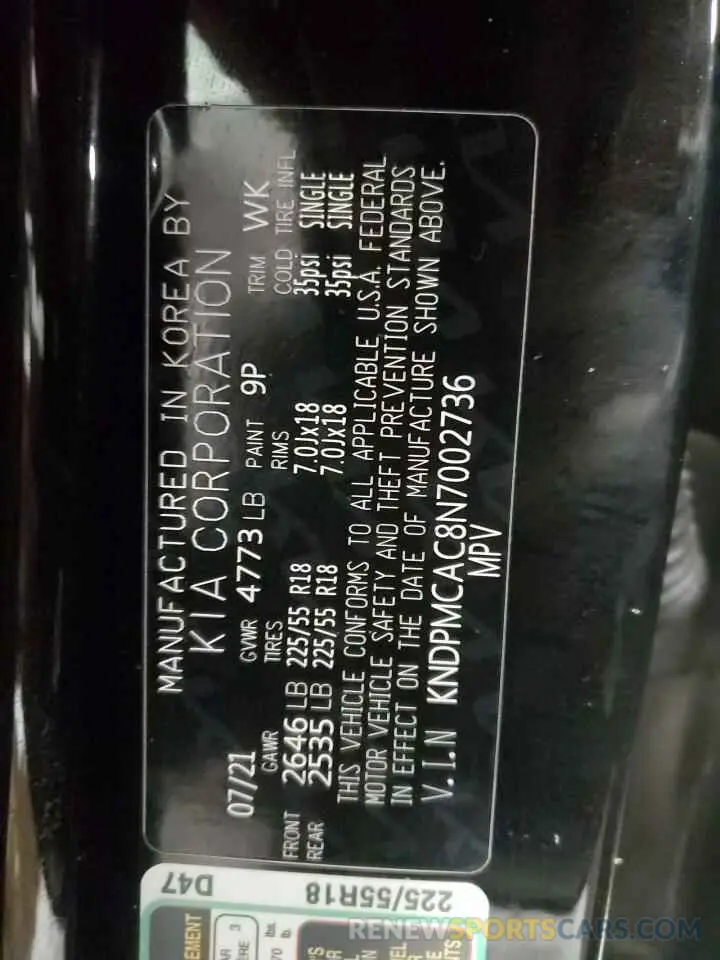 MANUFACTURED IN KOREA BY
KIA CORPORATION
07/21 GVWR 4773 LB PAINT 9P TRIM WK
GAWR TIRES RIMS COLD TIRE INFL
FRONT 2646 LB 225/55 R18 7.0Jx18 35psi SINGLE
REAR 2535 LB 225/55 R18 7.0Jx18 35psi SINGLE
THIS VEHICLE CONFORMS TO ALL APPLICABLE U.S.A. FEDERAL
MOTOR VEHICLE SAFETY AND THEFT PREVENTION STANDARDS
IN EFFECT ON THE DATE OF MANUFACTURE SHOWN ABOVE.
V.I.N KNDPMCAC8N7002736
MPV
D47
225/55R18
RENEWSPORTSCARS.COM